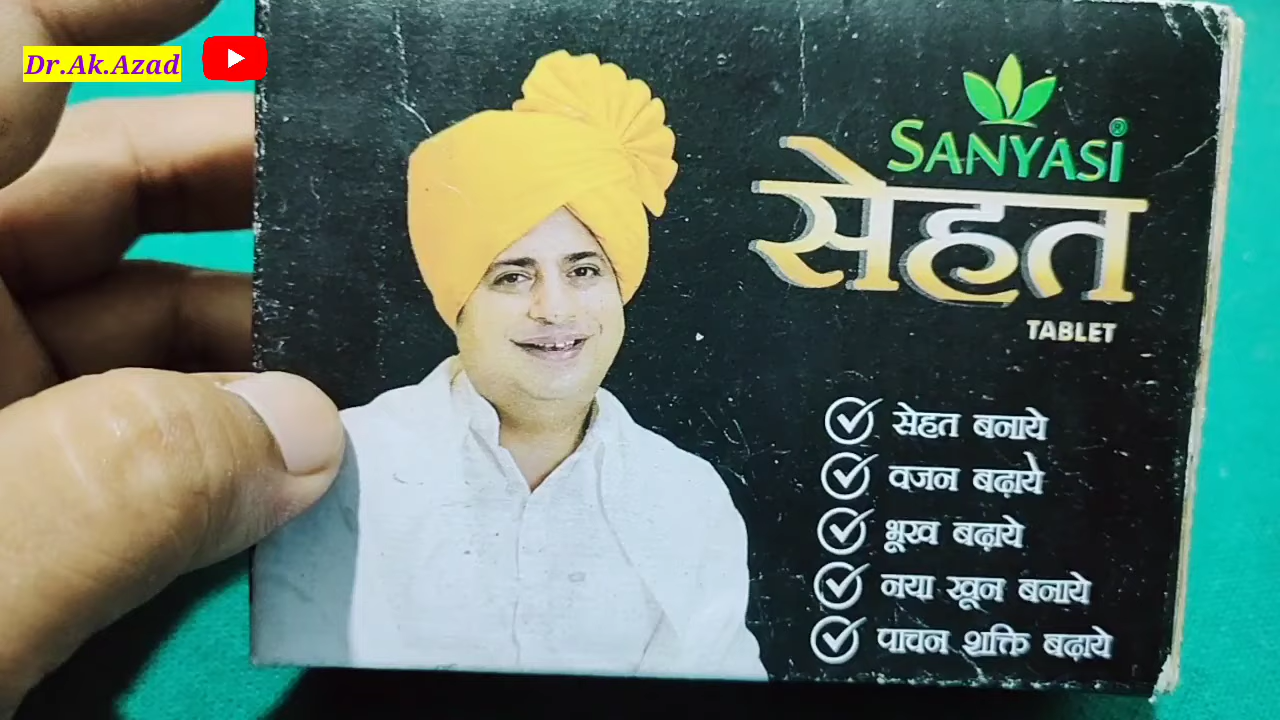 Dr.Ak.Azad
SANYASI®
सेहत
TABLET
सेहत बनाये
वजन बढ़ाये
भूख बढ़ाये
नया खून बनाये
पाचन शक्ति बढ़ाये